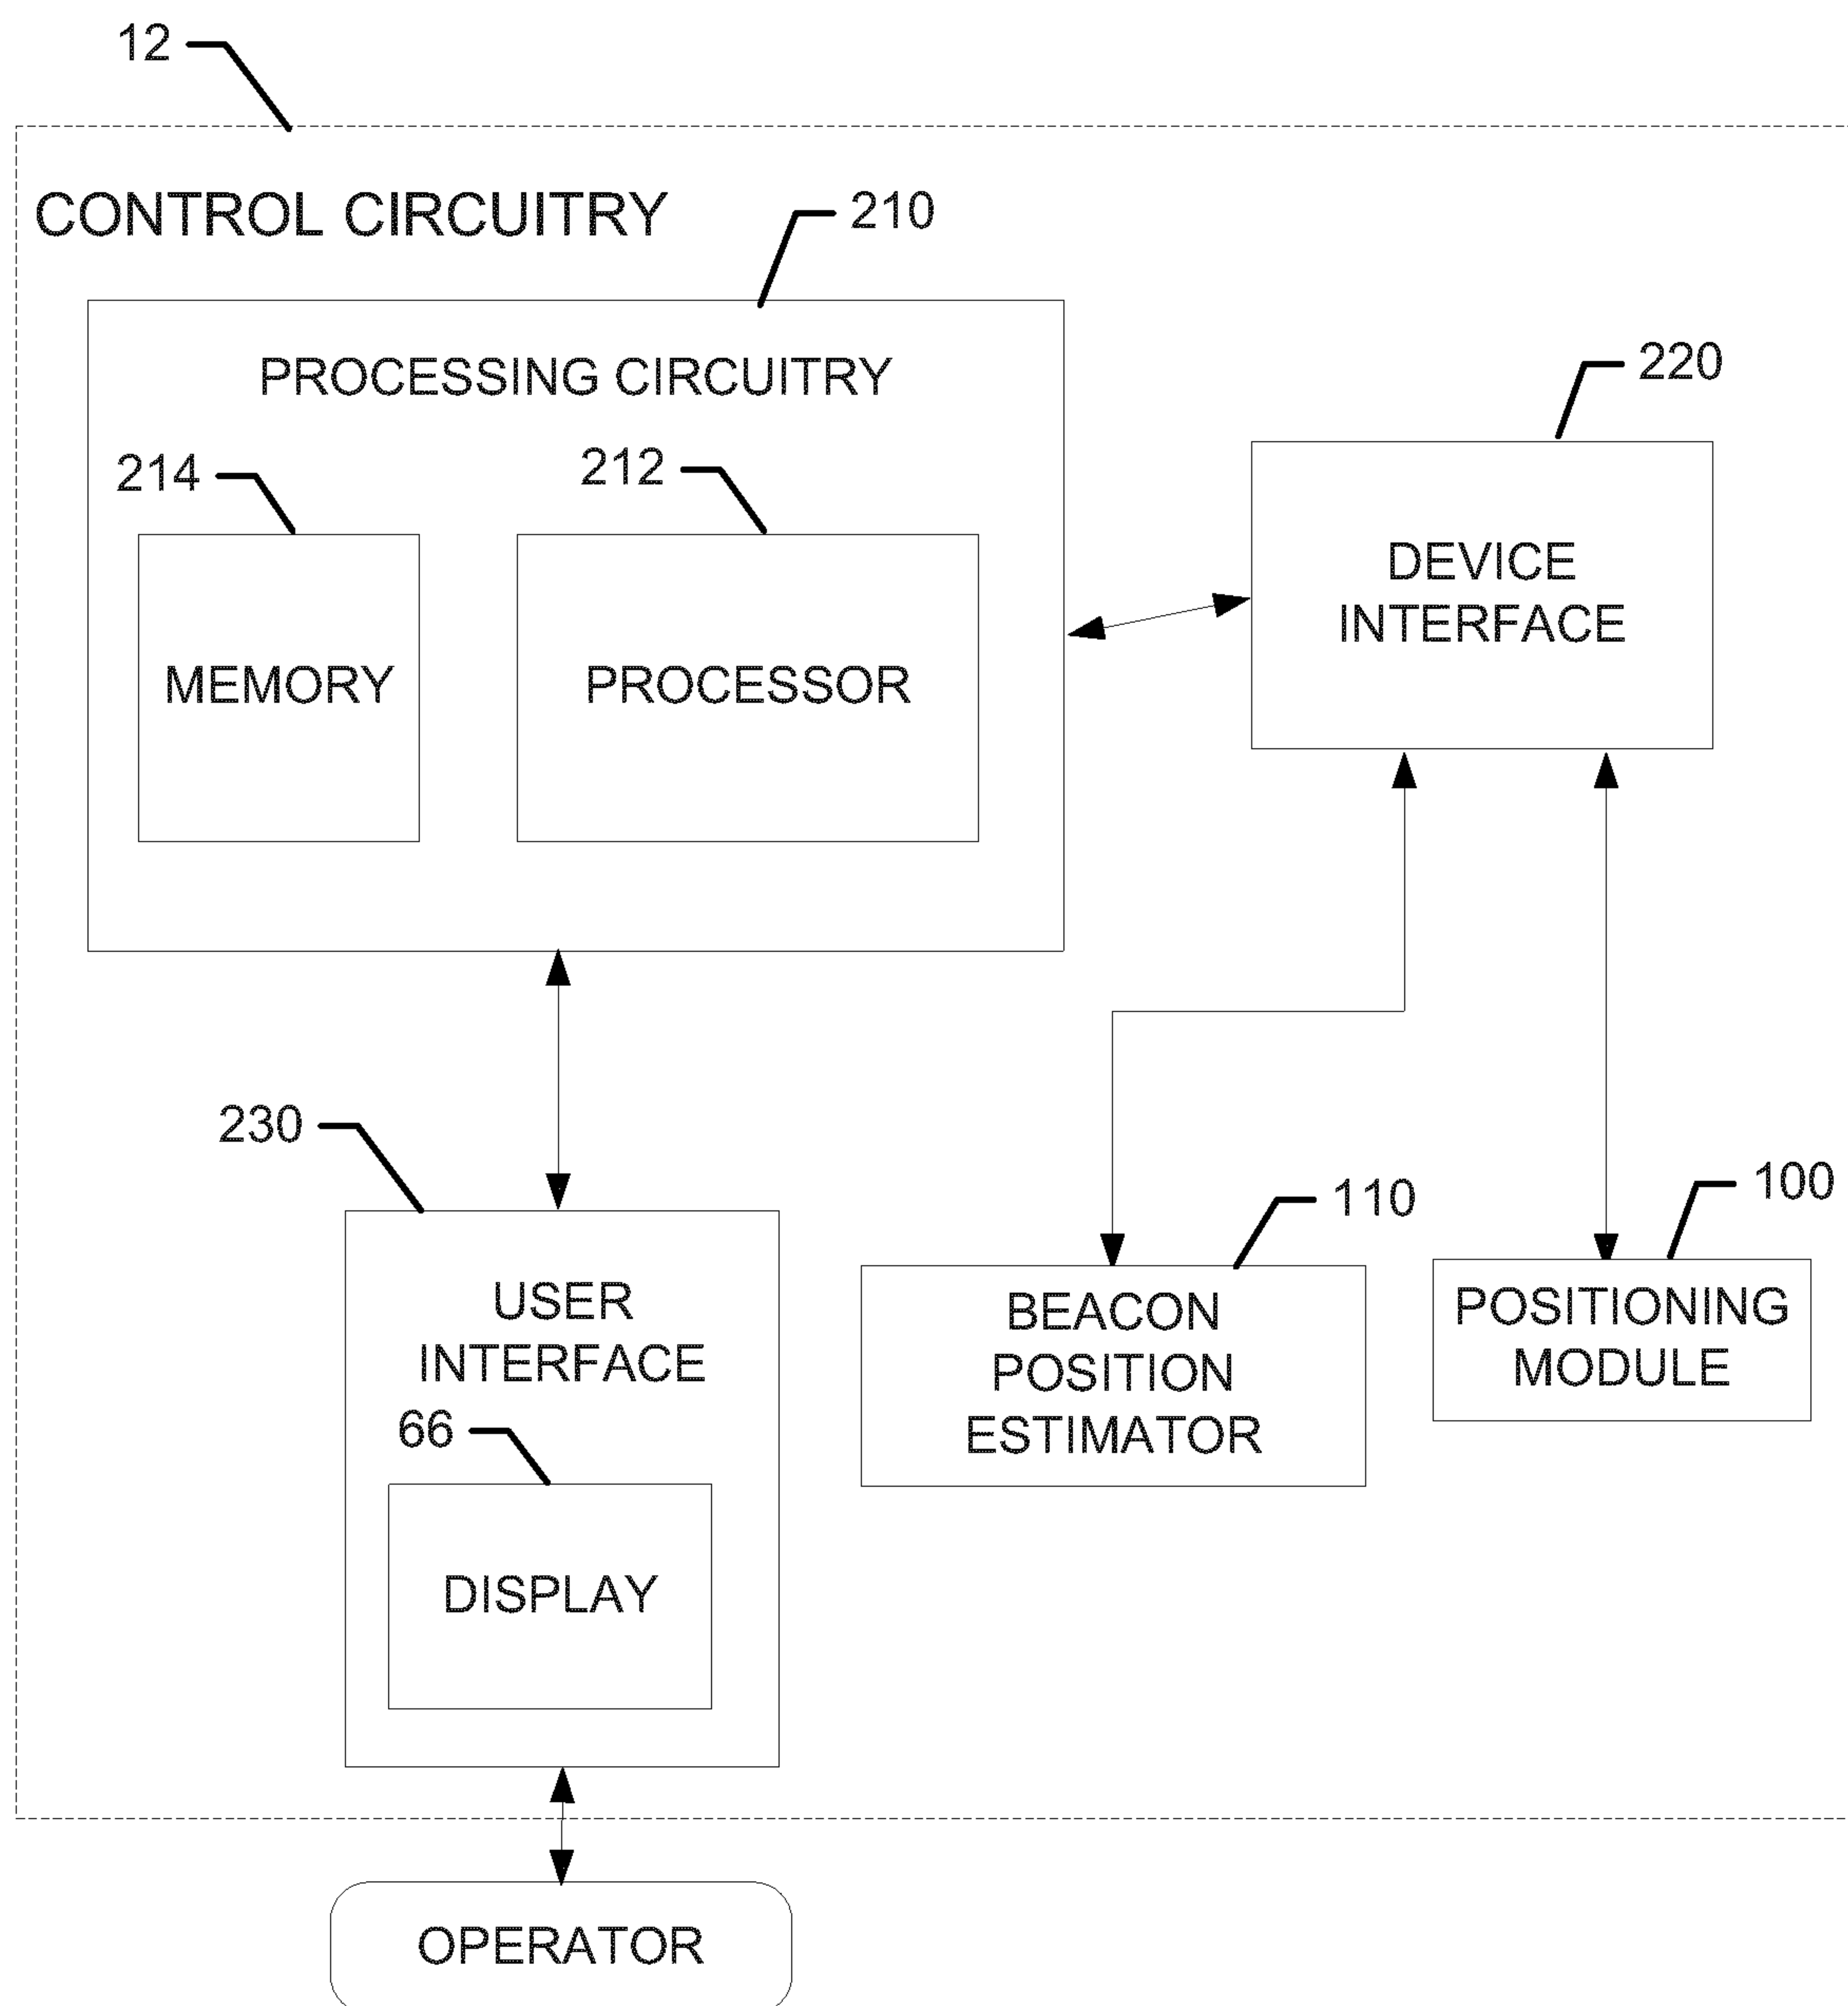 12
CONTROL CIRCUITRY
210
PROCESSING CIRCUITRY
220
214
212
DEVICE
INTERFACE
MEMORY
PROCESSOR
230
110
100
USER
INTERFACE
BEACON
POSITION
ESTIMATOR
POSITIONING
MODULE
66
DISPLAY
OPERATOR